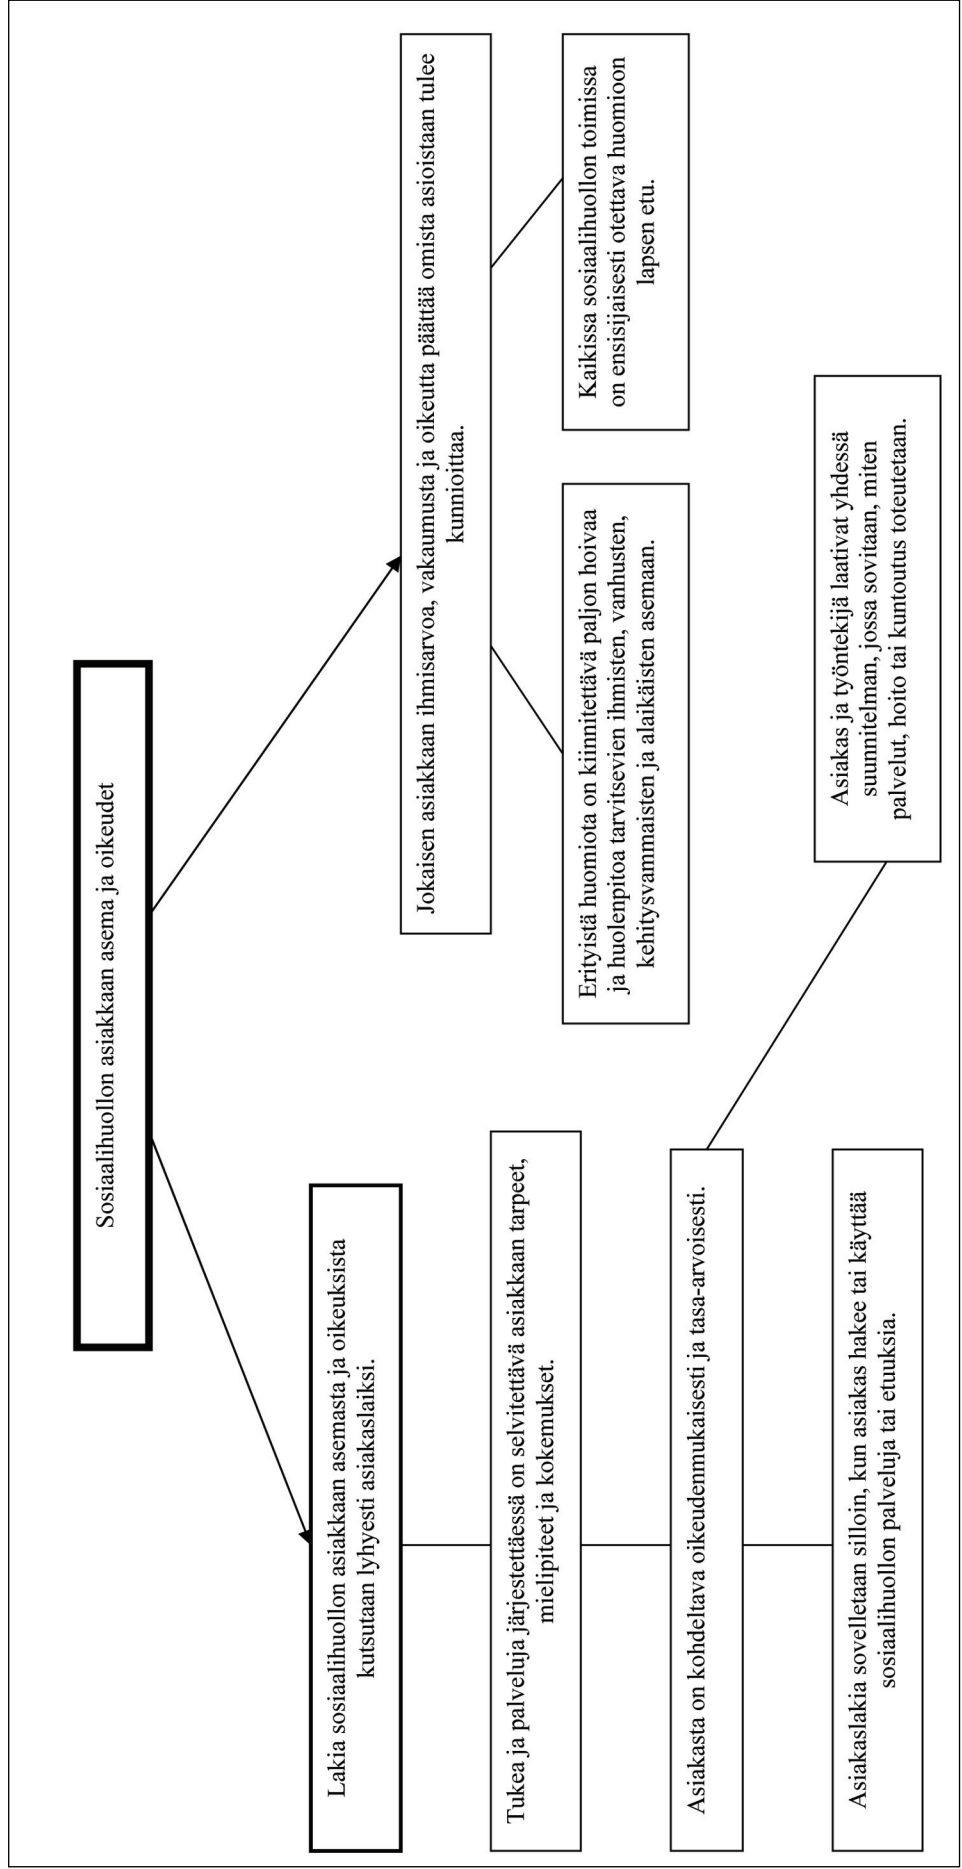 Sosiaalihuollon asiakkaan asema ja oikeudet
Lakia sosiaalihuollon asiakkaan asemasta ja oikeuksista
kutsutaan lyhyesti asiakaslaiksi.
Jokaisen asiakkaan ihmisarvoa, vakaumusta ja oikeutta päättää omista asioistaan tulee
kunnioittaa.
Tukea ja palveluja järjestettäessä on selvitettävä asiakkaan tarpeet,
mielipiteet ja kokemukset.
Erityistä huomiota on kiinnitettävä paljon hoivaa
ja huolenpitoa tarvitsevien ihmisten, vanhusten,
kehitysvammaisten ja alaikäisten asemaan.
Kaikissa sosiaalihuollon toimissa
on ensisijaisesti otettava huomioon
lapsen etu.
Asiakasta on kohdeltava oikeudenmukaisesti ja tasa-arvoisesti.
Asiakaslakia sovelletaan silloin, kun asiakas hakee tai käyttää
sosiaalihuollon palveluja tai etuuksia.
Asiakas ja työntekijä laativat yhdessä
suunnitelman, jossa sovitaan, miten
palvelut, hoito tai kuntoutus toteutetaan.